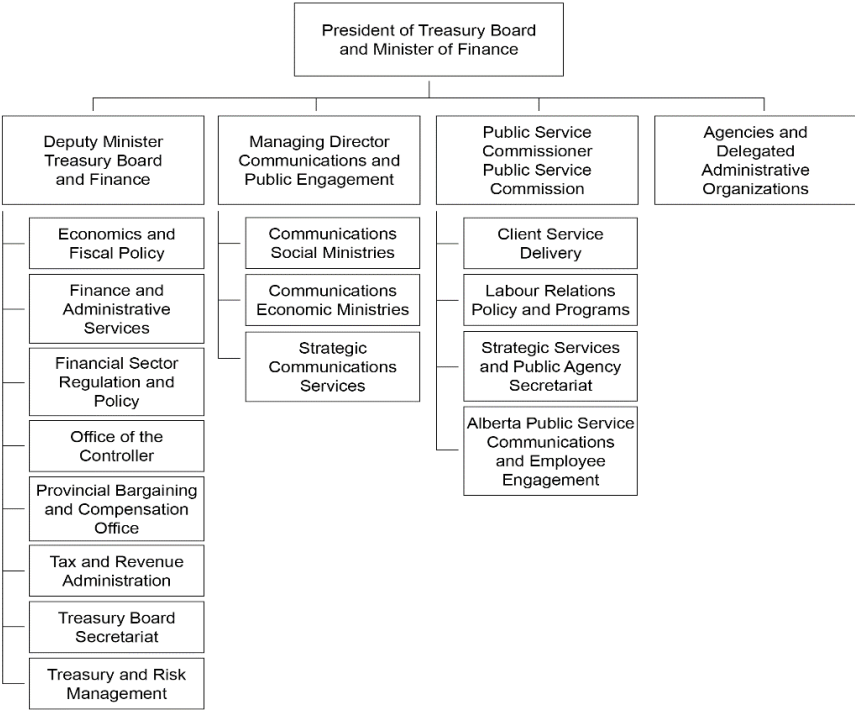 President of Treasury Board
and Minister of Finance
Deputy Minister
Treasury Board
and Finance
Economics and
Fiscal Policy
Finance and
Administrative
Services
Financial Sector
Regulation and
Policy
Office of the
Controller
Provincial Bargaining
and Compensation
Office
Tax and Revenue
Administration
Treasury Board
Secretariat
Treasury and Risk
Management
Managing Director
Communications and
Public Engagement
Communications
Social Ministries
Communications
Economic Ministries
Strategic
Communications
Services
Public Service
Commissioner
Public Service
Commission
Client Service
Delivery
Labour Relations
Policy and Programs
Strategic Services
and Public Agency
Secretariat
Alberta Public Service
Communications
and Employee
Engagement
Agencies and
Delegated
Administrative
Organizations